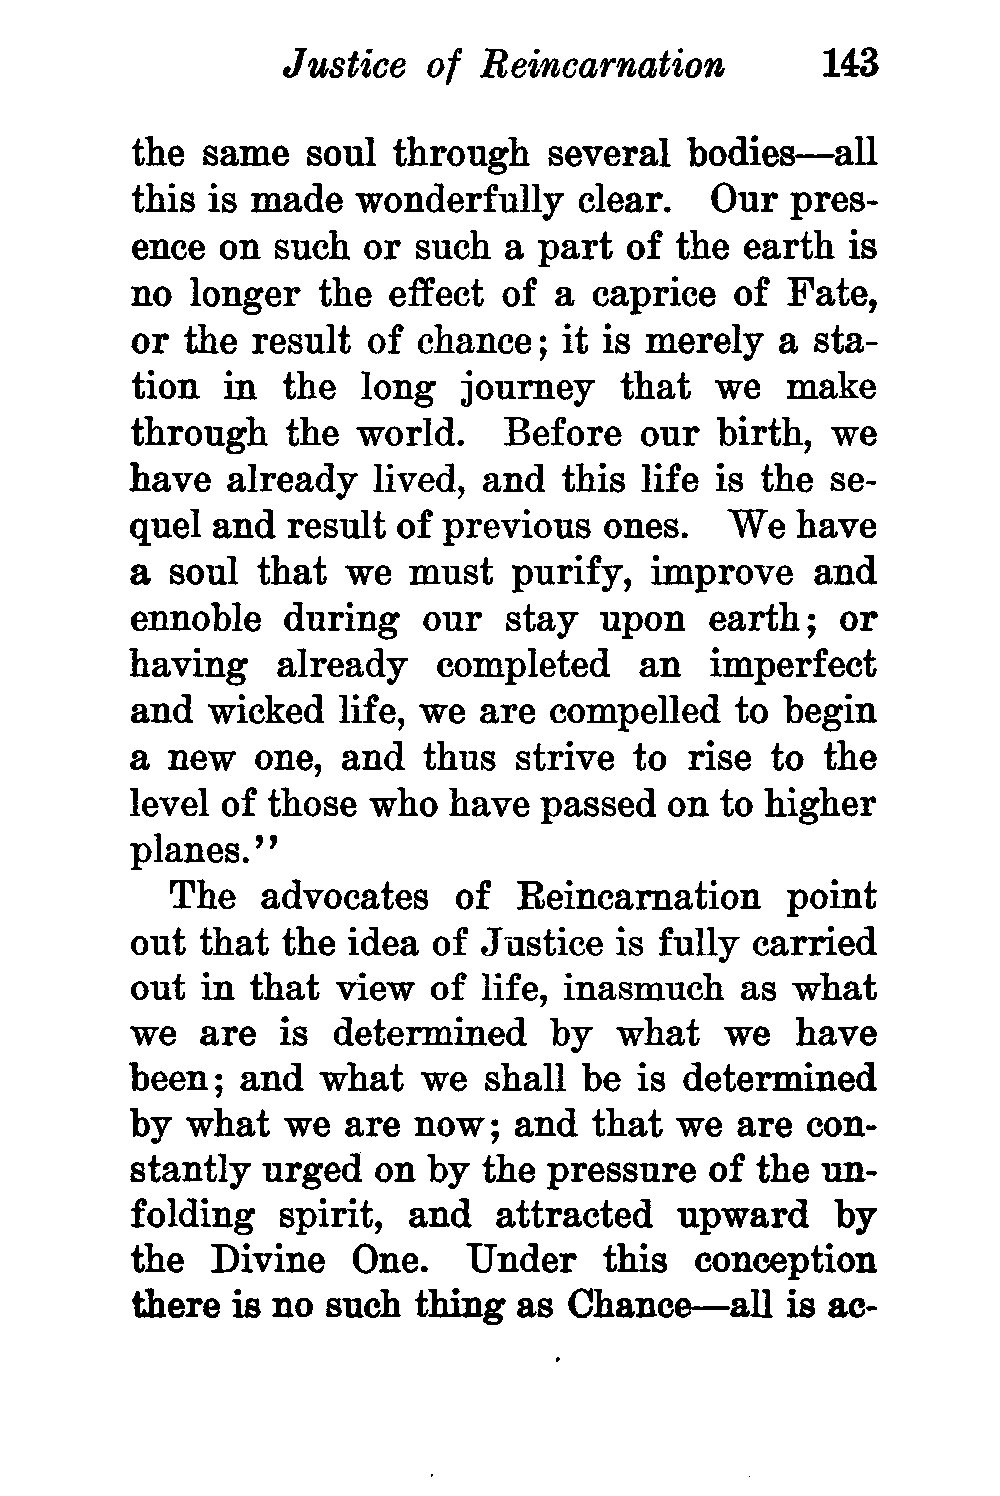 Justice of Reincarnation 143
the same soul through several bodies—all
this is made wonderfully clear. Our pres-
ence on such or such a part of the earth is
no longer the effect of a caprice of Fate,
or the result of chance; it is merely a sta-
tion in the long journey that we make
through the world. Before our birth, we
have already lived, and this life is the se-
quel and result of previous ones. We have
a soul that we must purify, improve and
ennoble during our stay upon earth; or
having already completed an imperfect
and wicked life, we are compelled to begin
a new one, and thus strive to rise to the
level of those who have passed on to higher
planes.''
The advocates of Reincarnation point
out that the idea of Justice is fully carried
out in that view of life, inasmuch as what
we are is determined by what we have
been; and what we shall be is determined
by what we are now; and that we are con-
stantly urged on by the pressure of the un-
folding spirit, and attracted upward by
the Divine One. Under this conception
there is no such thing as Chance—all is ac-